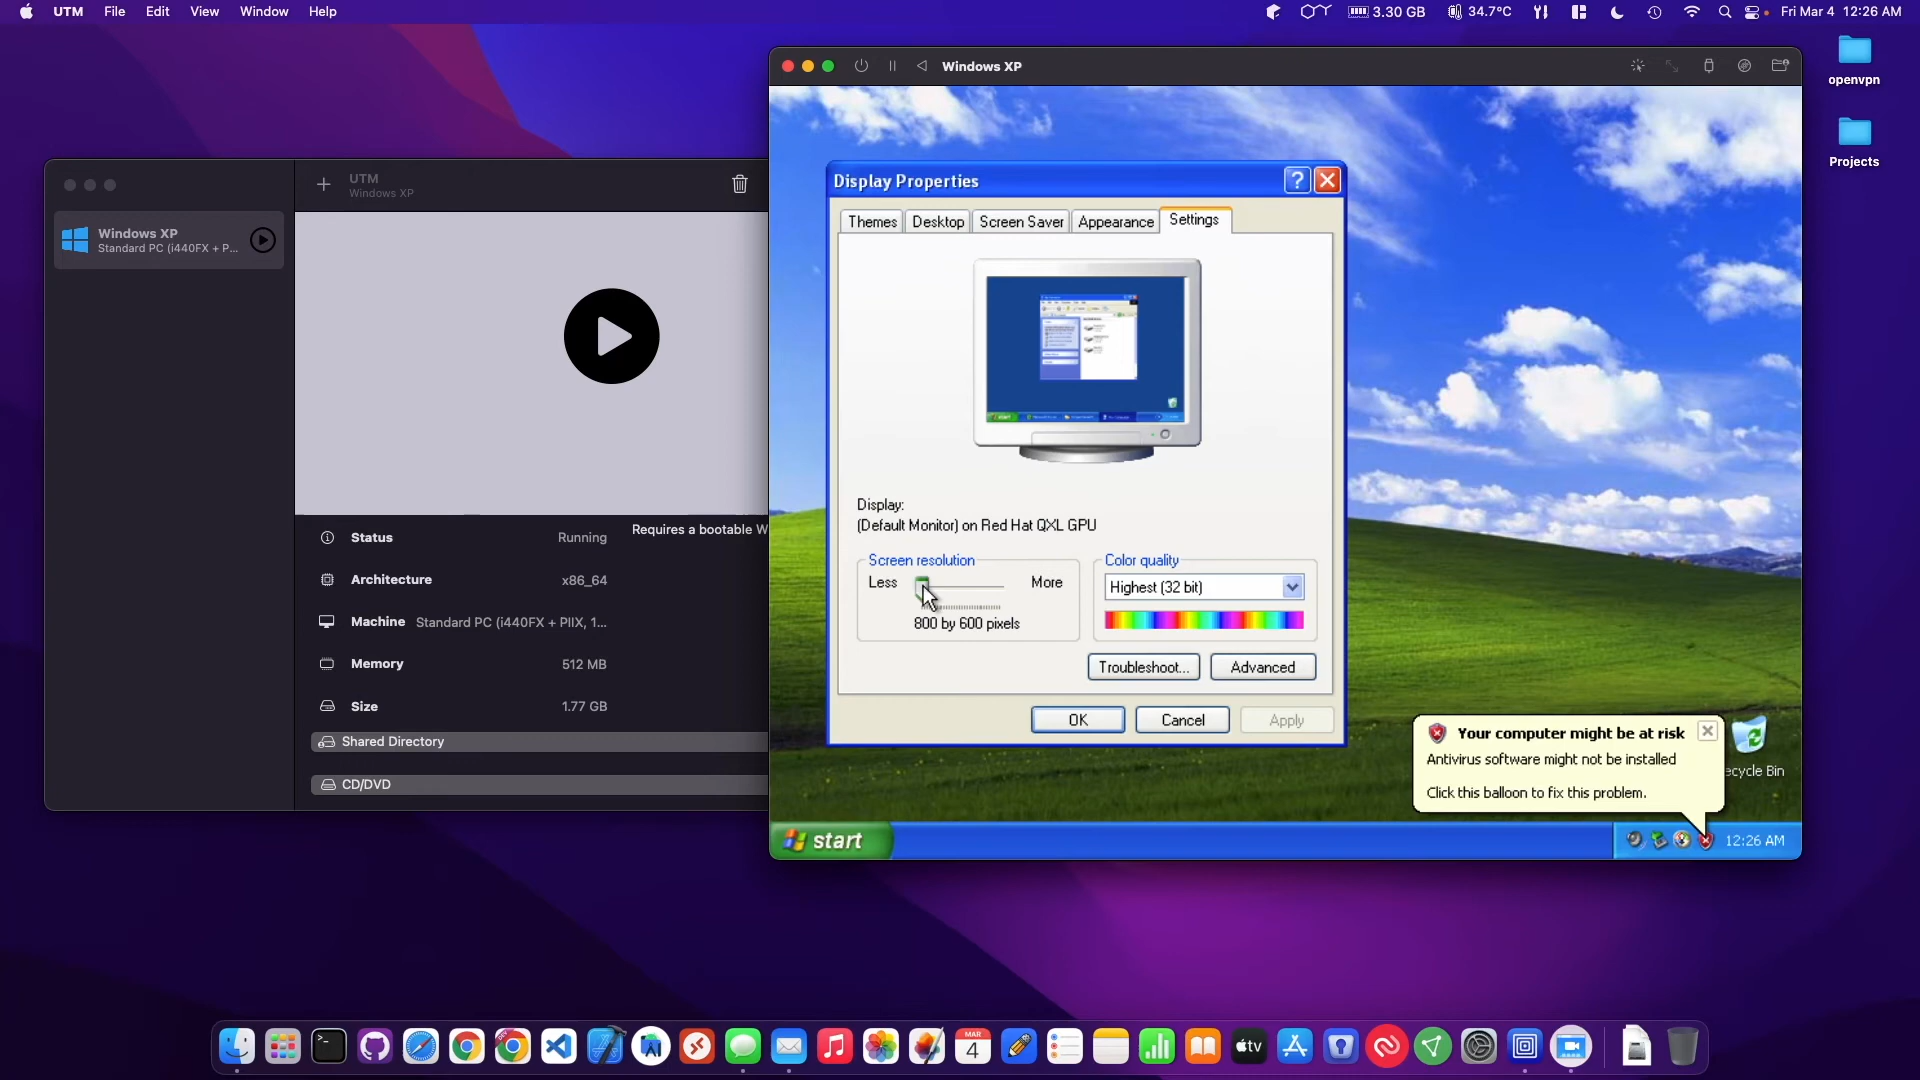 UTM File Edit View Window Help
3.30 GB 34.7°C Fri Mar 4 12:26 AM
openvpn
Projects
Windows XP
UTM
Windows XP
Windows XP
Standard PC (i440FX + P...
Status Running
Requires a bootable W
Architecture x86_64
Machine Standard PC (i440FX + PIIX, 1...
Memory 512 MB
Size 1.77 GB
Shared Directory
CD/DVD
Display Properties
Themes Desktop Screen Saver Appearance Settings
Display:
(Default Monitor) on Red Hat QXL GPU
Screen resolution
Less More
800 by 600 pixels
Color quality
Highest (32 bit)
Troubleshoot... Advanced
OK Cancel Apply
Your computer might be at risk
Antivirus software might not be installed
Click this balloon to fix this problem.
ecycle Bin
start
12:26 AM
MAR
4
tv